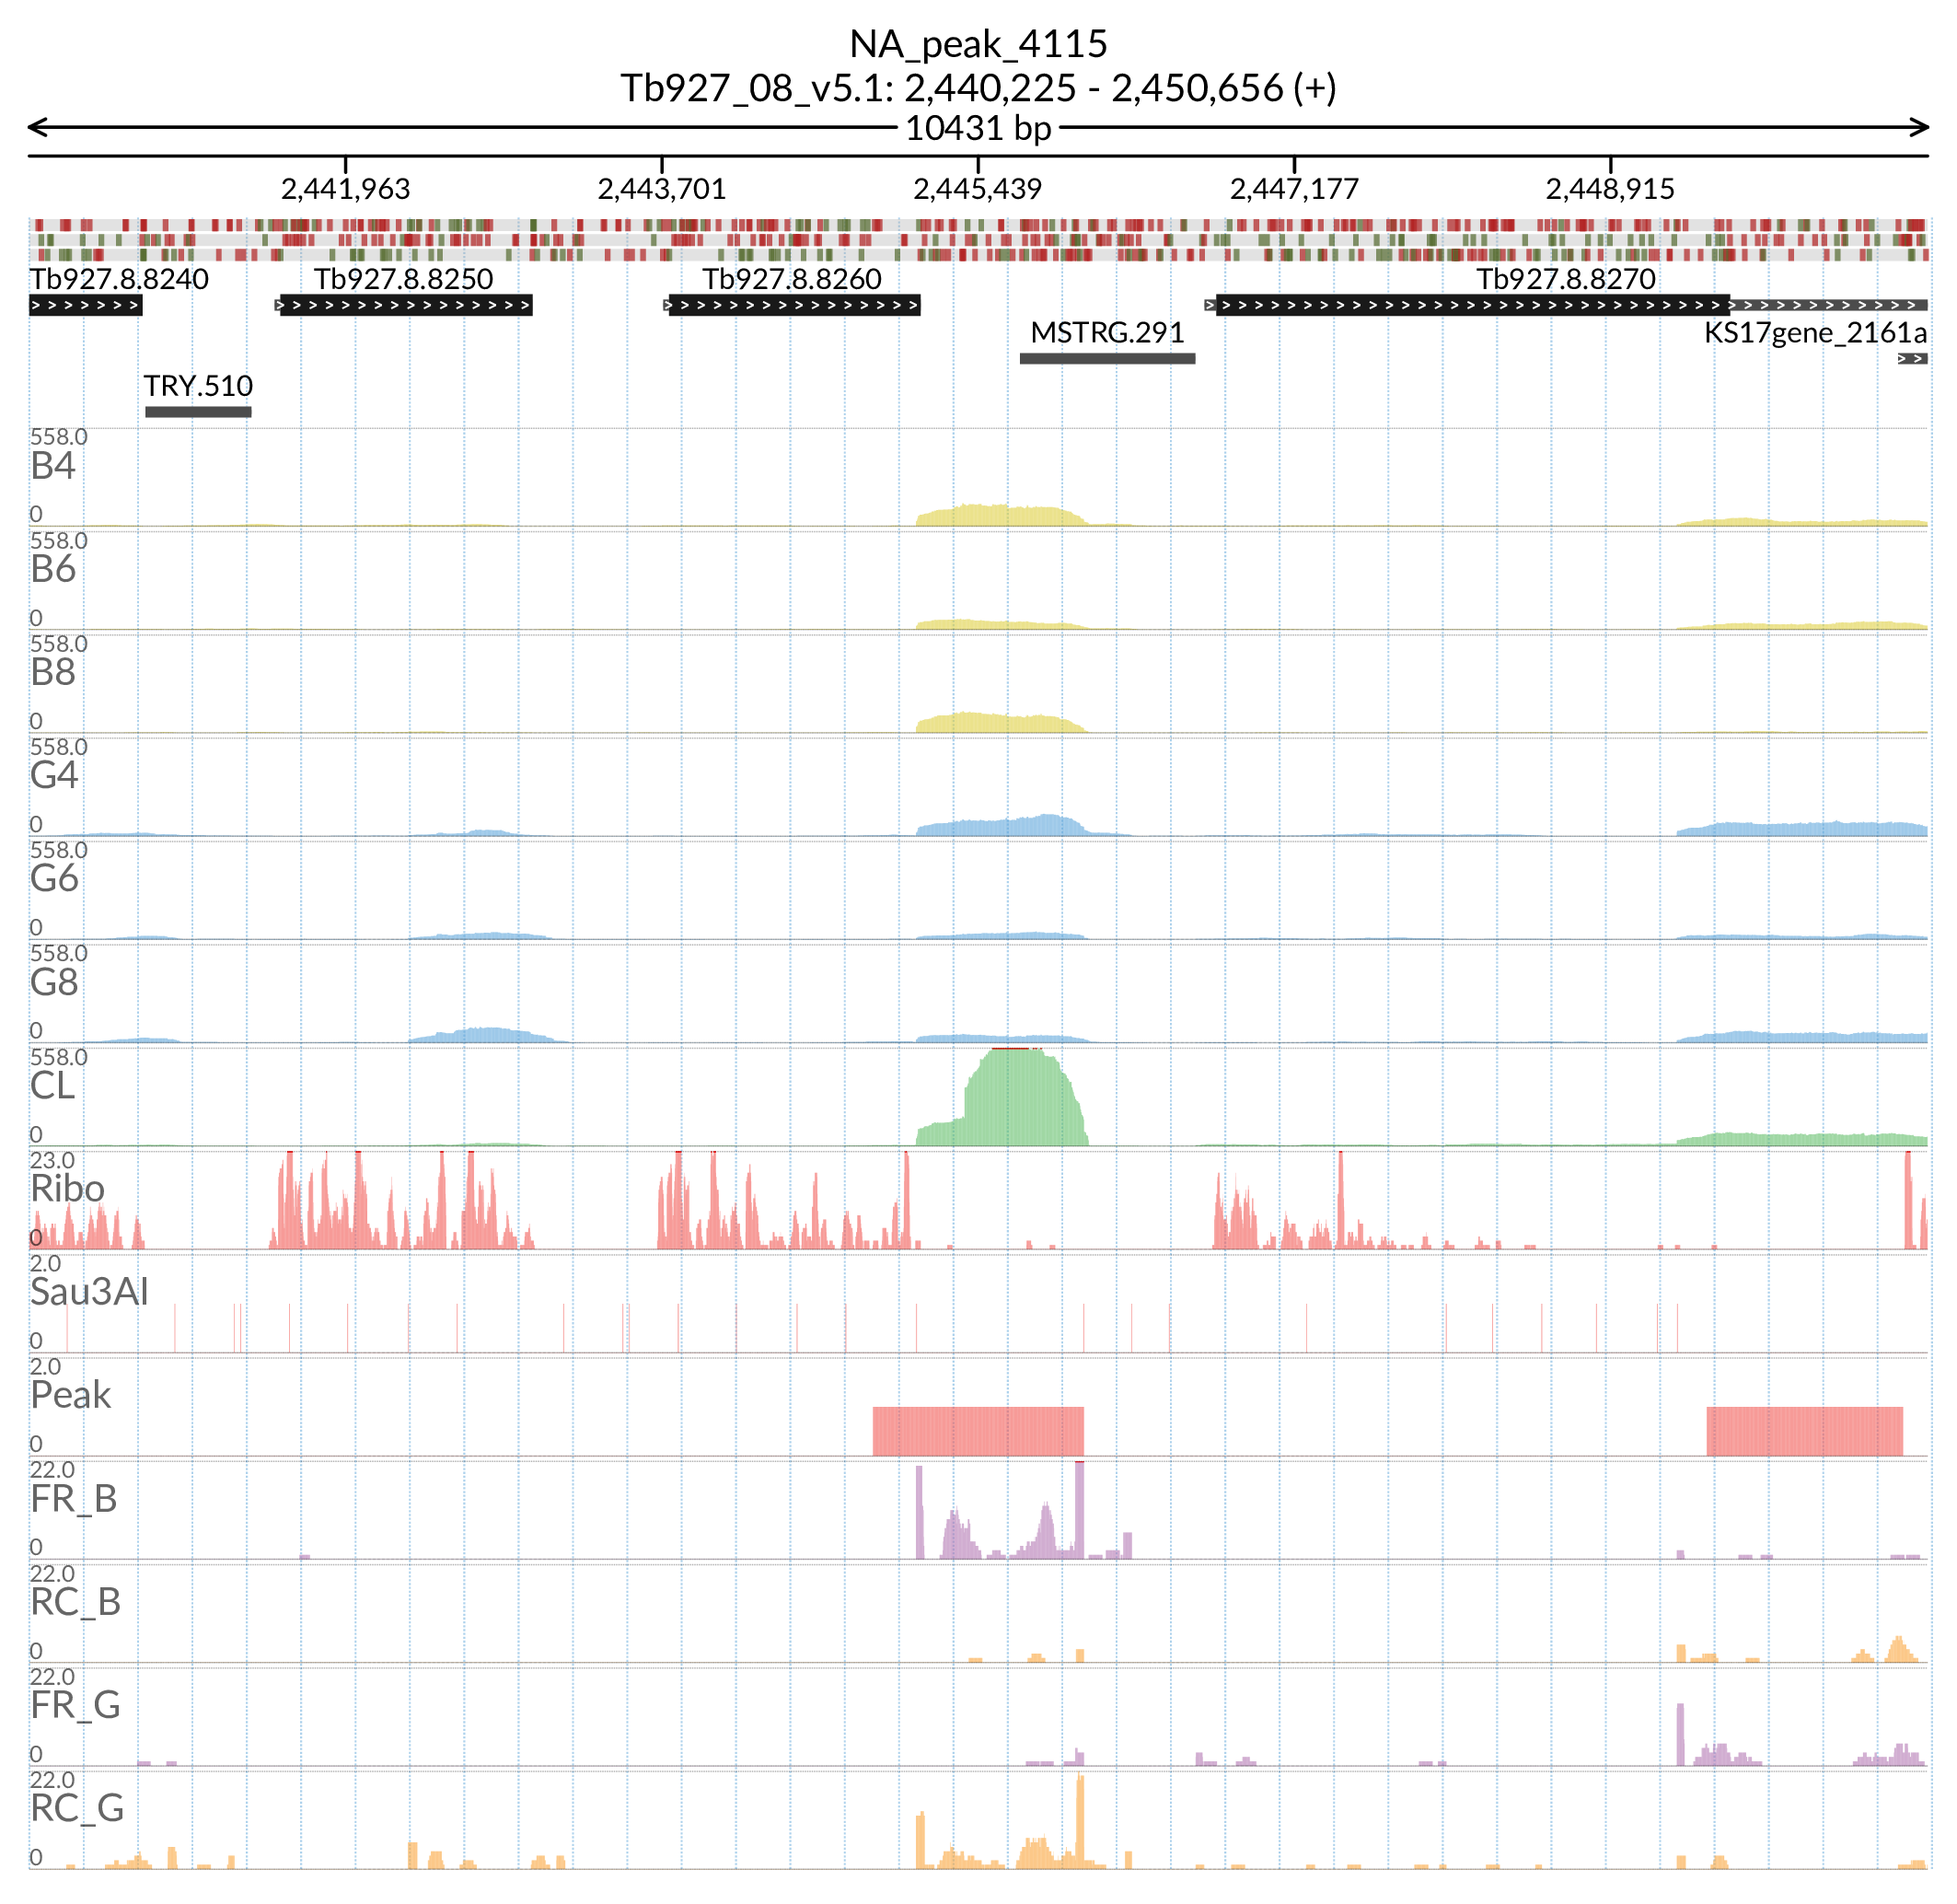 NA_peak_4115
Tb927_08_v5.1: 2,440,225 - 2,450,656 (+)
10431 bp
2,441,963 2,443,701 2,445,439 2,447,177 2,448,915
Tb927.8.8240 Tb927.8.8250 Tb927.8.8260 Tb927.8.8270
MSTRG.291 KS17gene_2161a
TRY.510
558.0
B4
0
558.0
B6
0
558.0
B8
0
558.0
G4
0
558.0
G6
0
558.0
G8
0
558.0
CL
0
23.0
Ribo
0
2.0
Sau3AI
0
2.0
Peak
0
22.0
FR_B
0
22.0
RC_B
0
22.0
FR_G
0
22.0
RC_G
0